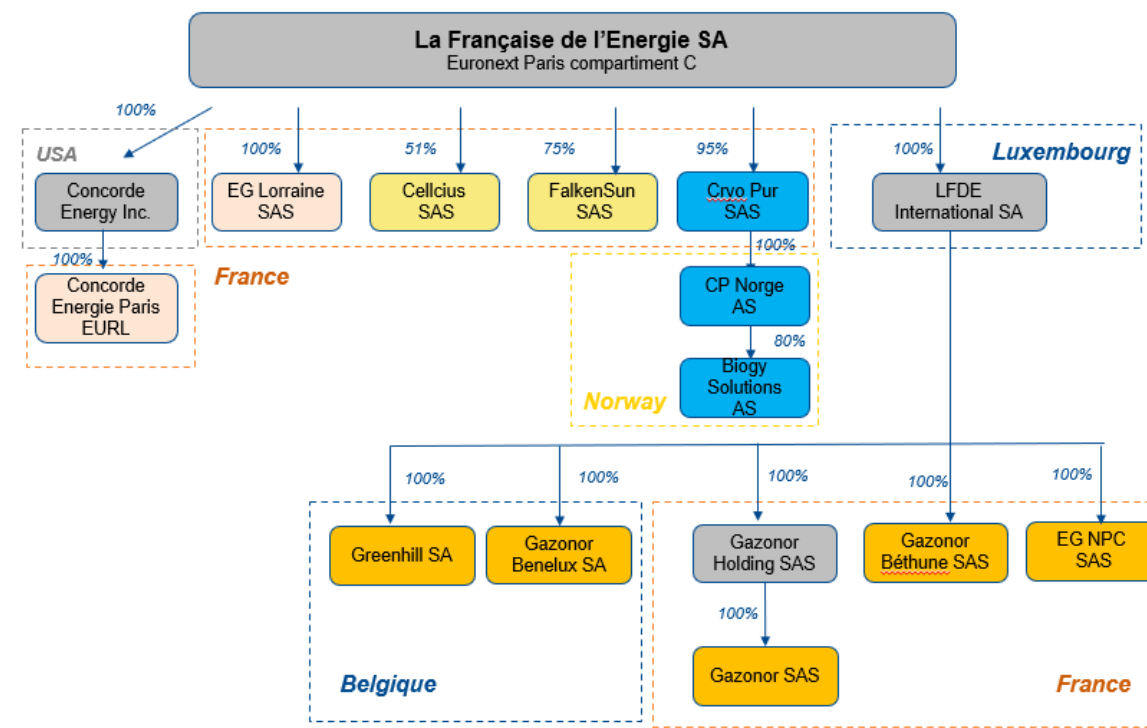 La Française de l’Energie SA
Euronext Paris compartiment C
100%
USA
100%
51%
75%
95%
100%
Luxembourg
Concorde
Energy Inc.
EG Lorraine
SAS
Cellcius
SAS
FalkenSun
SAS
Cryo Pur
SAS
LFDE
International SA
100%
100%
France
Concorde
Energie Paris
EURL
CP Norge
AS
80%
Biogy
Solutions
AS
Norway
100%
100%
100%
100%
100%
Greenhill SA
Gazonor
Benelux SA
Gazonor
Holding SAS
Gazonor
Béthune SAS
EG NPC
SAS
100%
Gazonor SAS
Belgique
France